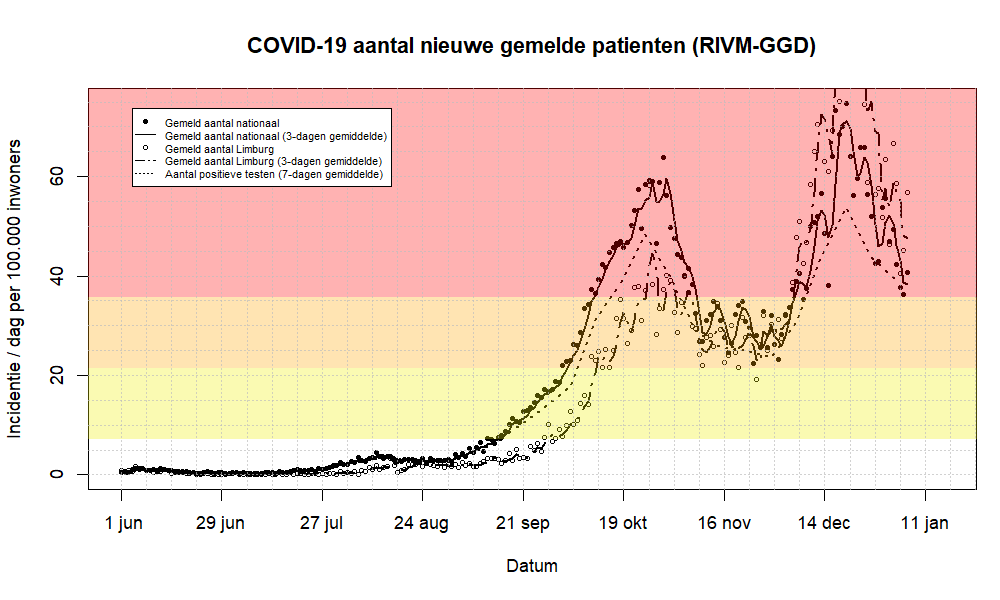 COVID-19 aantal nieuwe gemelde patienten (RIVM-GGD)
Gemeld aantal nationaal
Gemeld aantal nationaal (3-dagen gemiddelde)
Gemeld aantal Limburg
Gemeld aantal Limburg (3-dagen gemiddelde)
Aantal positieve testen (7-dagen gemiddelde)
Incidentie / dag per 100.000 inwoners
60
40
20
0
1 jun 29 jun 27 jul 24 aug 21 sep 19 okt 16 nov 14 dec 11 jan
Datum